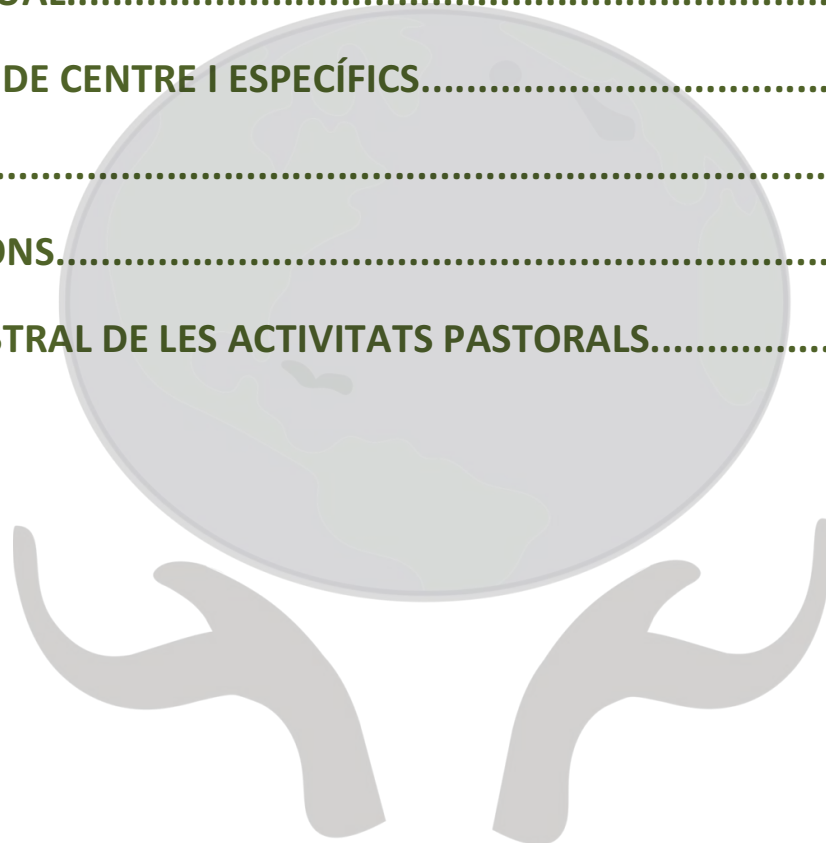 DE CENTRE I ESPECÍFICS................................
................................................................
ONS................................................................
STRAL DE LES ACTIVITATS PASTORALS................